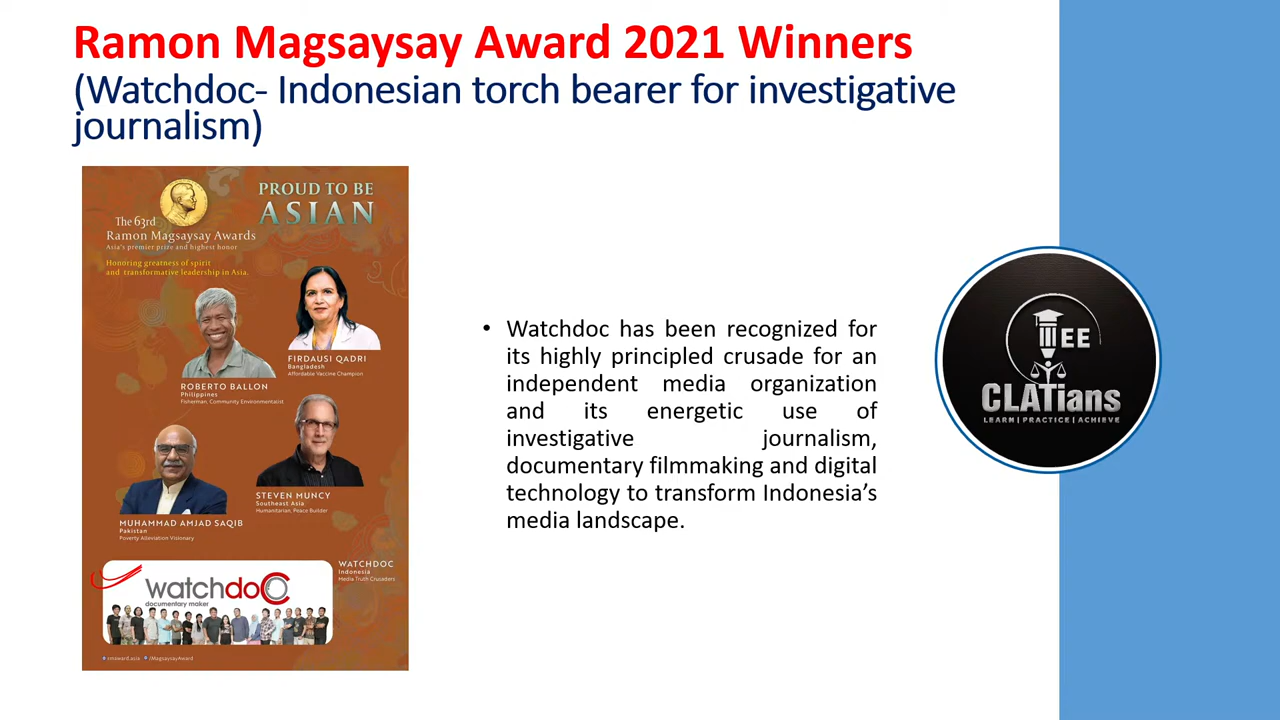 Ramon Magsaysay Award 2021 Winners
(Watchdoc- Indonesian torch bearer for investigative
journalism)
PROUD TO BE
ASIAN
The 63rd
Ramon Magsaysay Awards
Asia's premier prize and highest honor
Honoring greatness of spirit
and transformative leadership in Asia.
FIRDAUSI QADRI
Bangladesh
Affordable Vaccine Champion
ROBERTO BALLON
Philippines
Fisherman, Community Environmentalist
STEVEN MUNCY
Southeast Asia
Humanitarian, Peace Builder
MUHAMMAD AMJAD SAQIB
Pakistan
Poverty Alleviation Visionary
WATCHDOC
Indonesia
Media Truth Crusaders
watchdoC
documentary maker
rmaward.asia /MagsaysayAward
• Watchdoc has been recognized for
its highly principled crusade for an
independent media organization
and its energetic use of
investigative journalism,
documentary filmmaking and digital
technology to transform Indonesia's
media landscape.
EE
CLATians
LEARN | PRACTICE | ACHIEVE